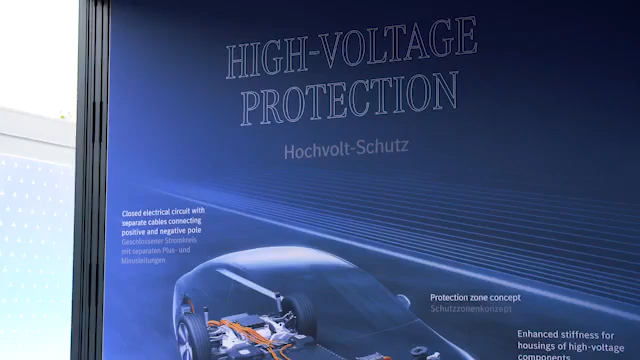 HIGH-VOLTAGE
PROTECTION
Hochvolt-Schutz
Closed electrical circuit with
separate cables connecting
positive and negative pole
Geschlossener Stromkreis
mit separaten Plus- und
Minusleitungen
Protection zone concept
Schutzzonenkonzept
Enhanced stiffness for
housings of high-voltage
components